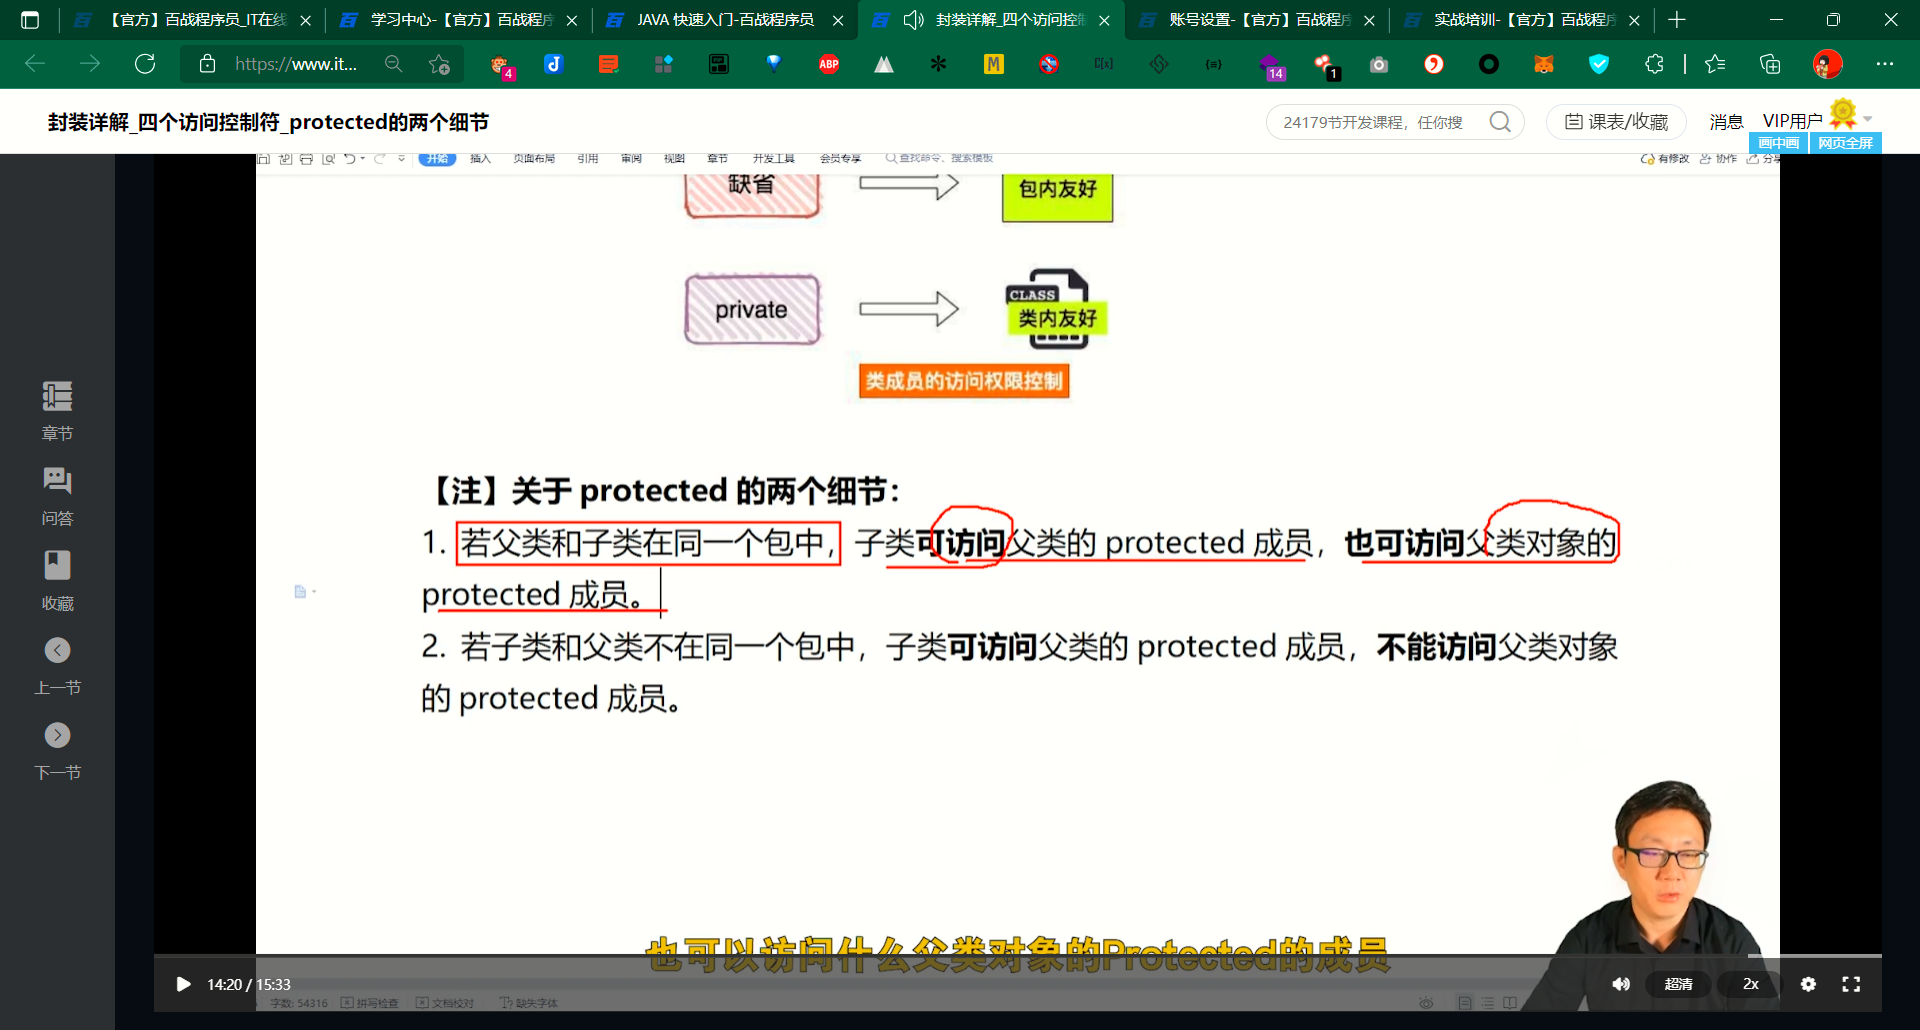 【官方】百战程序员_IT在线
学习中心-【官方】百战程序
JAVA 快速入门-百战程序员
封装详解_四个访问控制
账号设置-【官方】百战程序
实战培训-【官方】百战程序
https://www.it...
4
ABP
M
14
1
封装详解_四个访问控制符_protected的两个细节
24179节开发课程，任你搜
课表/收藏
消息
VIP用户
画中画
网页全屏
开始
插入
页面布局
引用
审阅
视图
章节
开发工具
会员专享
查找命令、搜索模板
有修改
协作
分享
缺省
包内友好
private
CLASS
类内友好
类成员的访问权限控制
章节
问答
收藏
上一节
下一节
【注】关于 protected 的两个细节：
1. 若父类和子类在同一个包中，子类可访问父类的 protected 成员，也可访问父类对象的
protected 成员。
2. 若子类和父类不在同一个包中，子类可访问父类的 protected 成员，不能访问父类对象
的 protected 成员。
也可以访问什么父类对象的Protected的成员
14:20 / 15:33
超清
2x
字数: 54316
拼写检查
文档校对
缺失字体